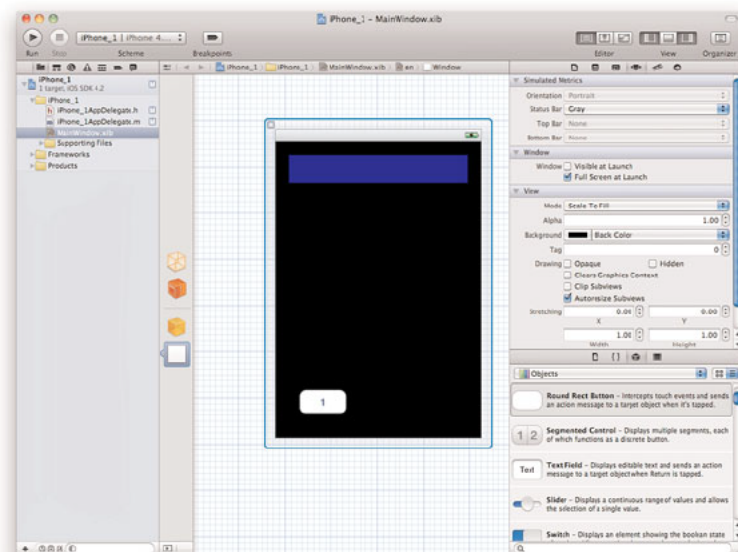 iPhone_1 – MainWindow.xib
iPhone_1 | iPhone 4....
Run Stop Scheme Breakpoints Editor View Organizer
iPhone_1 iPhone_1 MainWindow.xib en Window
iPhone_1
1 target, iOS SDK 4.2
iPhone_1
iPhone_1AppDelegate.h
iPhone_1AppDelegate.m
MainWindow.xib
Supporting Files
Frameworks
Products
1
Simulated Metrics
Orientation Portrait
Status Bar Gray
Top Bar None
Bottom Bar None
Window
Window Visible at Launch
Full Screen at Launch
View
Mode Scale To Fill
Alpha 1.00
Background Black Color
Tag 0
Drawing Opaque Hidden
Clears Graphics Context
Clip Subviews
Autoresize Subviews
Stretching 0.00 0.00
X Y
1.00 1.00
Width Height
Objects
Round Rect Button – Intercepts touch events and sends
an action message to a target object when it's tapped.
1 2
Segmented Control – Displays multiple segments, each
of which functions as a discrete button.
Text
Text Field – Displays editable text and sends an action
message to a target object when Return is tapped.
Slider – Displays a continuous range of values and allows
the selection of a single value.
Switch – Displays an element showing the boolean state